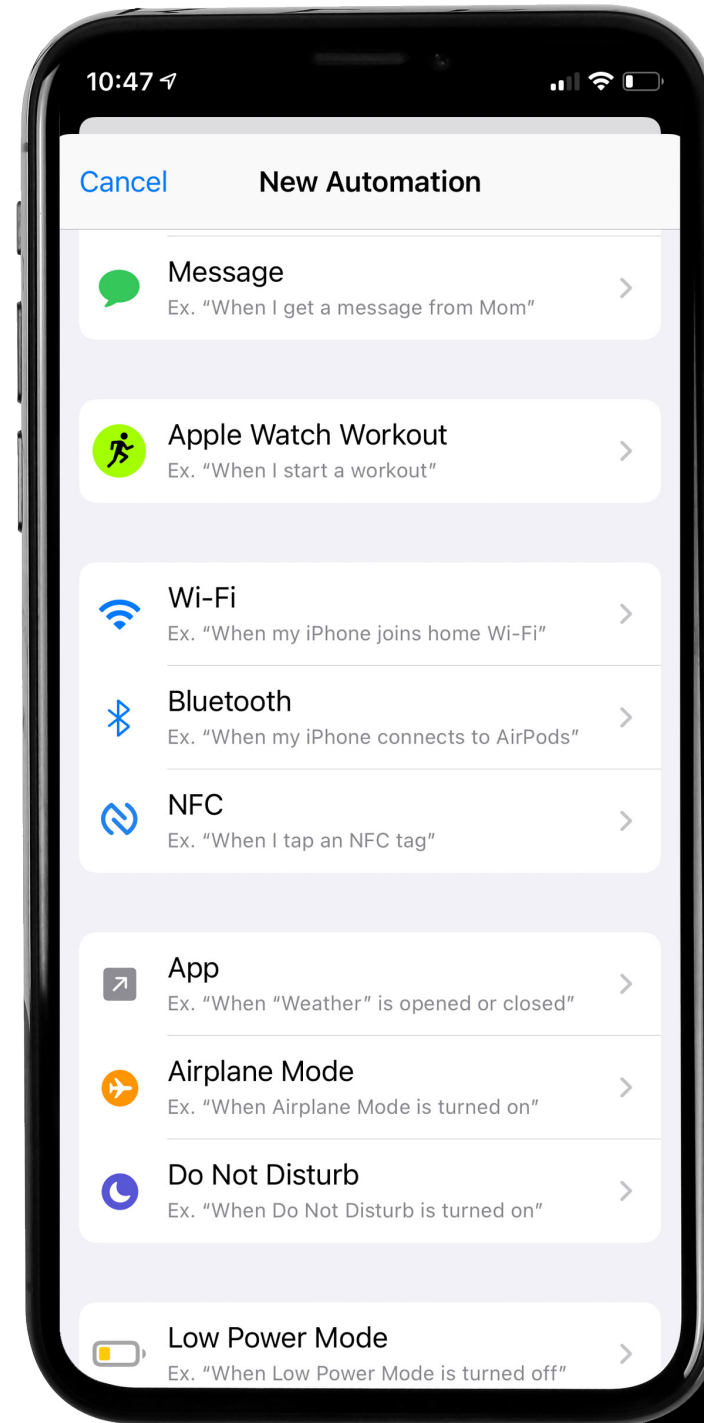 10:47
Cancel
New Automation
Message
Ex. “When I get a message from Mom”
Apple Watch Workout
Ex. “When I start a workout”
Wi-Fi
Ex. “When my iPhone joins home Wi-Fi”
Bluetooth
Ex. “When my iPhone connects to AirPods”
NFC
Ex. “When I tap an NFC tag”
App
Ex. “When “Weather” is opened or closed”
Airplane Mode
Ex. “When Airplane Mode is turned on”
Do Not Disturb
Ex. “When Do Not Disturb is turned on”
Low Power Mode
Ex. “When Low Power Mode is turned off”